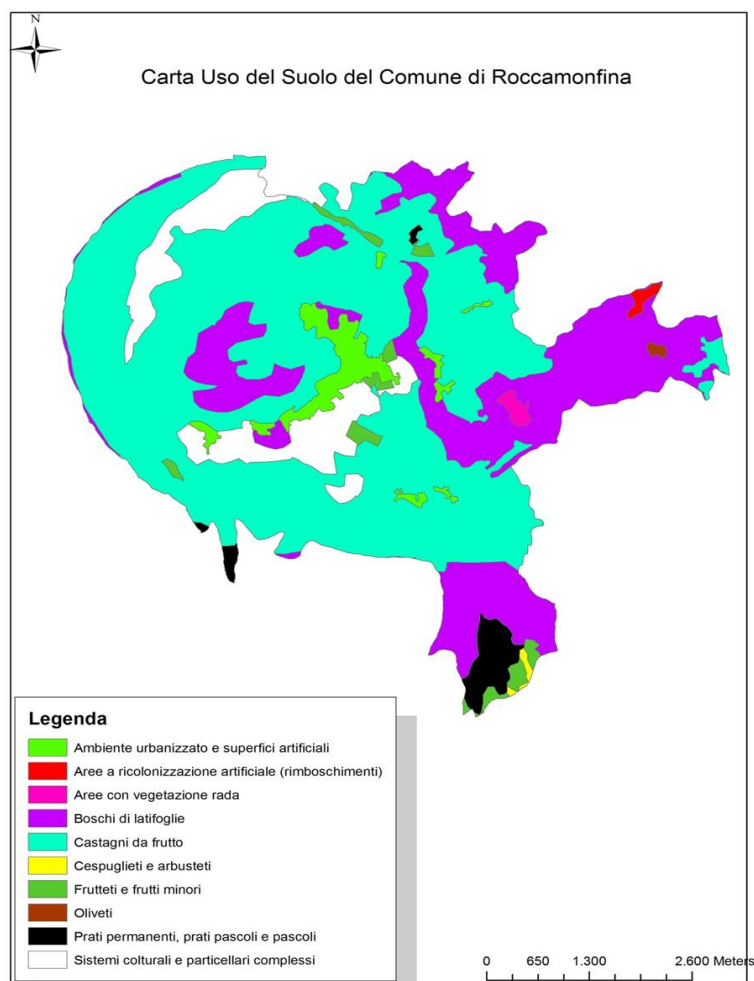 N
Carta Uso del Suolo del Comune di Roccamonfina
Legenda
Ambiente urbanizzato e superfici artificiali
Aree a ricolonizzazione artificiale (rimboschimenti)
Aree con vegetazione rada
Boschi di latifoglie
Castagni da frutto
Cespuglieti e arbusteti
Frutteti e frutti minori
Oliveti
Prati permanenti, prati pascoli e pascoli
Sistemi colturali e particellari complessi
0 650 1.300 2.600 Meters